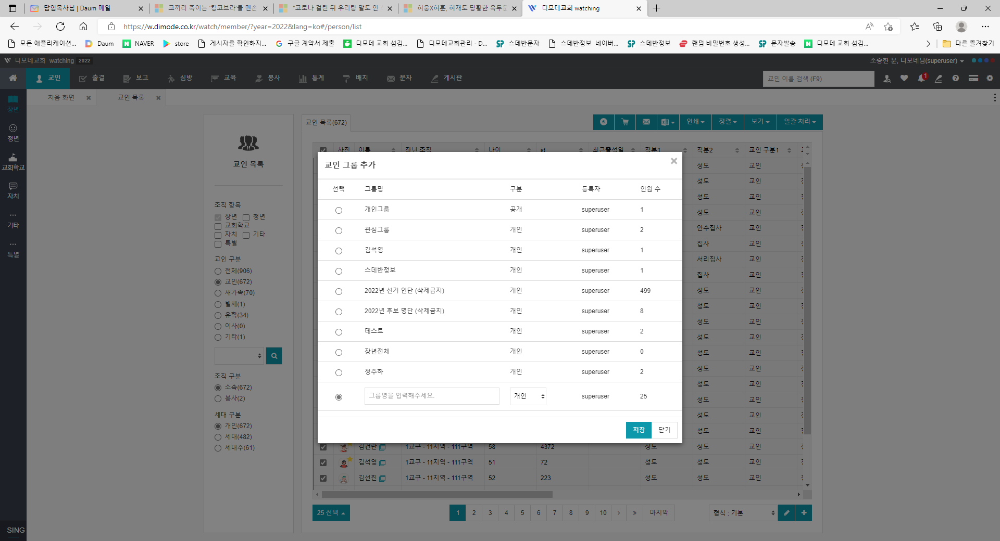 담임목사님 | Daum 메일
코끼리 죽이는 '킹코브라'를 맨손
"코로나 걸린 뒤 우리랑 말도 안
허웅X허훈, 허재도 당황한 육두문
디모데교회 watching
https://w.dimode.co.kr/watch/member/?year=2022&lang=ko#/person/list
모든 애플리케이션...
Daum
NAVER
store
게시자를 확인하지...
구글 계약서 제출
디모데 교회 섬김...
디모데교회관리 - D...
스데반문자
스데반정보 네이버...
스데반정보
랜덤 비밀번호 생성...
문자발송
디모데 교회 섬김...
다른 즐겨찾기
디모데교회 watching 2022
소중한 분, 디모데님(superuser)
교인 출결 보고 심방 교육 봉사 통계 배치 문자 게시판
교인 이름 검색 (F9)
1
처음 화면
교인 목록
장년
청년
교회학교
자치
기타
특별
SING
교인 목록
조직 항목
장년 청년
교회학교
자치 기타
특별
교인 구분
전체(906)
교인(672)
새가족(70)
별세(1)
유학(34)
이사(0)
기타(1)
조직 구분
소속(672)
봉사(2)
세대 구분
개인(672)
세대(482)
세대주(61)
교인 목록(672)
인쇄 정렬 보기 일괄 처리
사진 이름 장년 조직 나이 id 최근출석일 직분1 직분2 교인 구분1
성도 교인
성도 교인
성도 교인
성도 교인
안수집사 교인
집사 교인
서리집사 교인
집사 교인
성도 교인
성도 교인
성도 교인
성도 교인
성도 교인
성도 교인
성도 교인
성도 교인
성도 교인
성도 교인
교인 그룹 추가
선택 그룹명 구분 등록자 인원 수
개인그룹 공개 superuser 1
관심그룹 개인 superuser 2
김석영 개인 superuser 1
스데반정보 개인 superuser 1
2022년 선거 인단 (삭제금지) 개인 superuser 499
2022년 후보 명단 (삭제금지) 개인 superuser 8
테스트 개인 superuser 2
장년전체 개인 superuser 0
정주하 개인 superuser 2
그룹명을 입력해주세요. 개인 superuser 25
저장 닫기
김건란 1교구 - 11지역 - 111구역 58 4372 성도 성도 교인
김석영 1교구 - 11지역 - 111구역 51 72 성도 성도 교인
김선진 1교구 - 11지역 - 111구역 52 223 성도 성도 교인
25 선택
1 2 3 4 5 6 7 8 9 10 › » 마지막
형식 : 기본